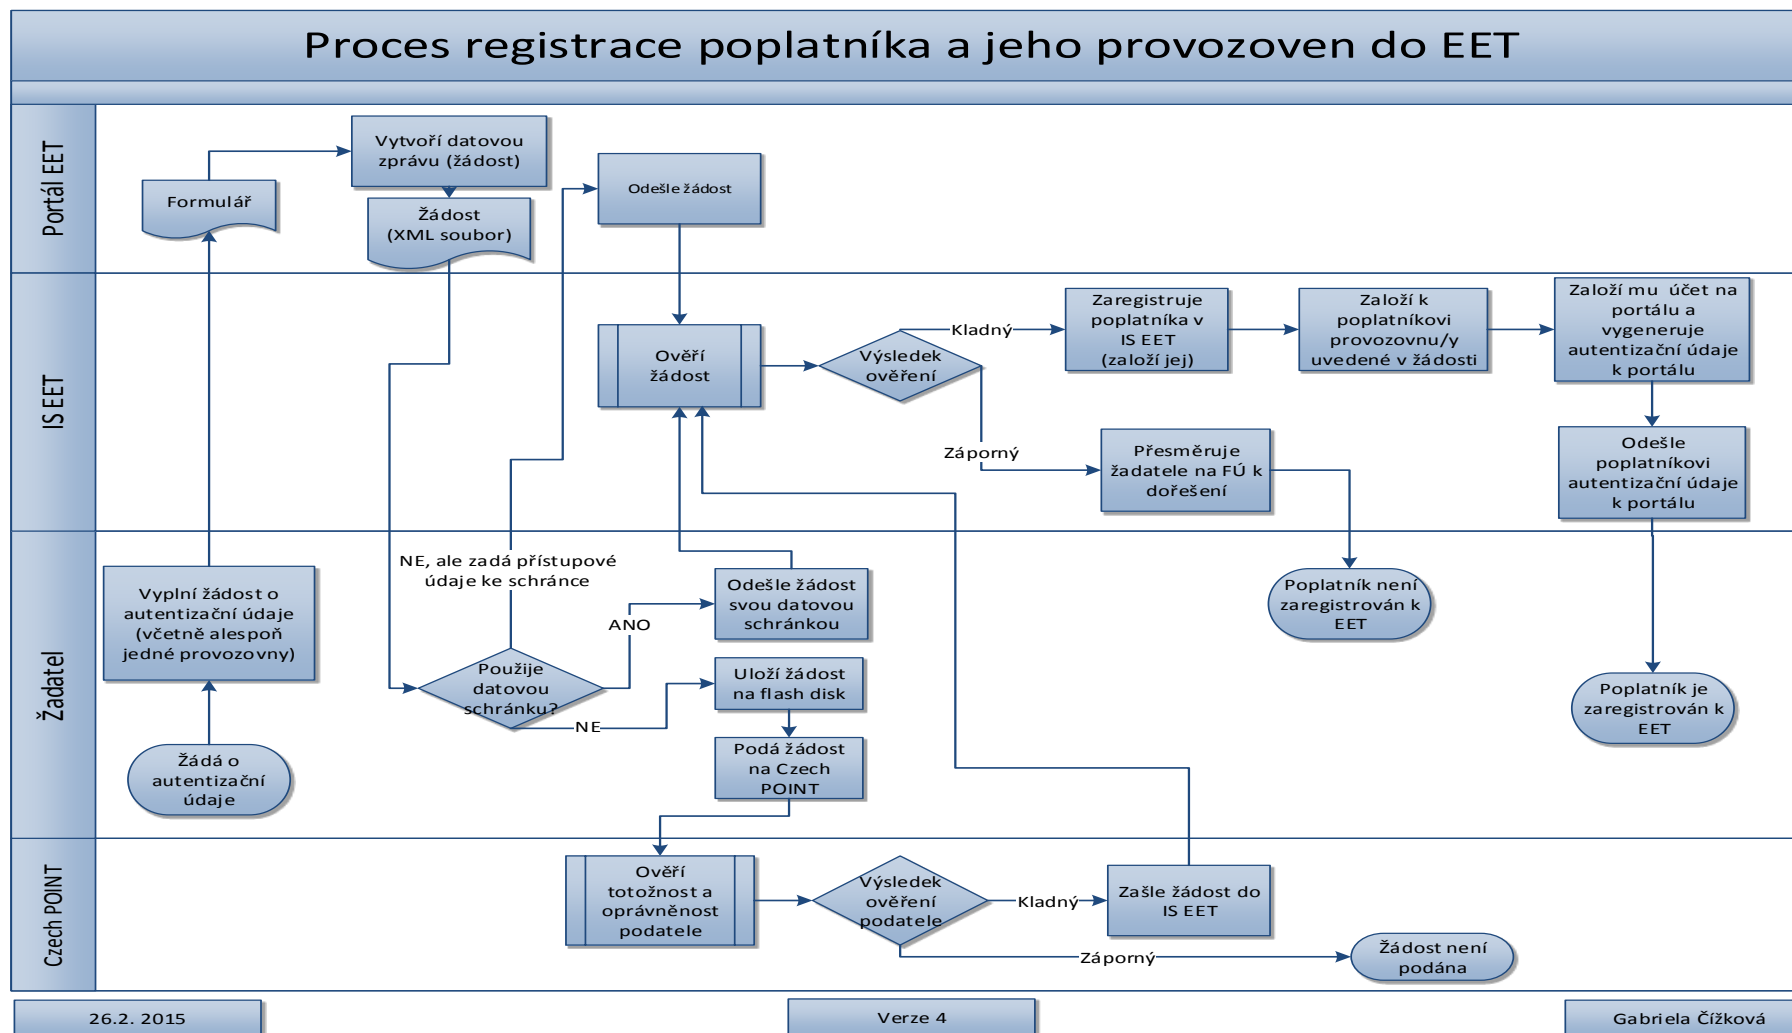 Proces registrace poplatníka a jeho provozoven do EET
Portál EET
Formulář
Vytvoří datovou
zprávu (žádost)
Žádost
(XML soubor)
Odešle žádost
IS EET
Ověří
žádost
Výsledek
ověření
Kladný
Zaregistruje
poplatníka v
IS EET
(založí jej)
Založí k
poplatníkovi
provozovnu/y
uvedené v žádosti
Založí mu účet na
portálu a
vygeneruje
autentizační údaje
k portálu
Záporný
Přesměruje
žadatele na FÚ k
dořešení
Odešle
poplatníkovi
autentizační údaje
k portálu
Žadatel
Vyplní žádost o
autentizační údaje
(včetně alespoň
jedné provozovny)
Žádá o
autentizační
údaje
NE, ale zadá přístupové
údaje ke schránce
Použije
datovou
schránku?
ANO
Odešle žádost
svou datovou
schránkou
NE
Uloží žádost
na flash disk
Podá žádost
na Czech
POINT
Poplatník není
zaregistrován k
EET
Poplatník je
zaregistrován k
EET
Czech POINT
Ověří
totožnost a
oprávněnost
podatele
Výsledek
ověření
podatele
Kladný
Zašle žádost do
IS EET
Záporný
Žádost není
podána
26.2. 2015
Verze 4
Gabriela Čížková